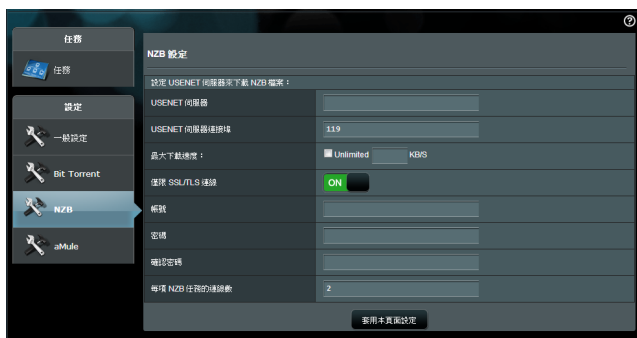 任務
任務
設定
一般設定
Bit Torrent
NZB
aMule
NZB 設定
設定 USENET 伺服器來下載 NZB 檔案：
USENET 伺服器
USENET 伺服器連接埠 119
最大下載速度： Unlimited KB/S
僅限 SSL/TLS 連線 ON
帳號
密碼
確認密碼
每項 NZB 任務的連線數 2
套用本頁面設定